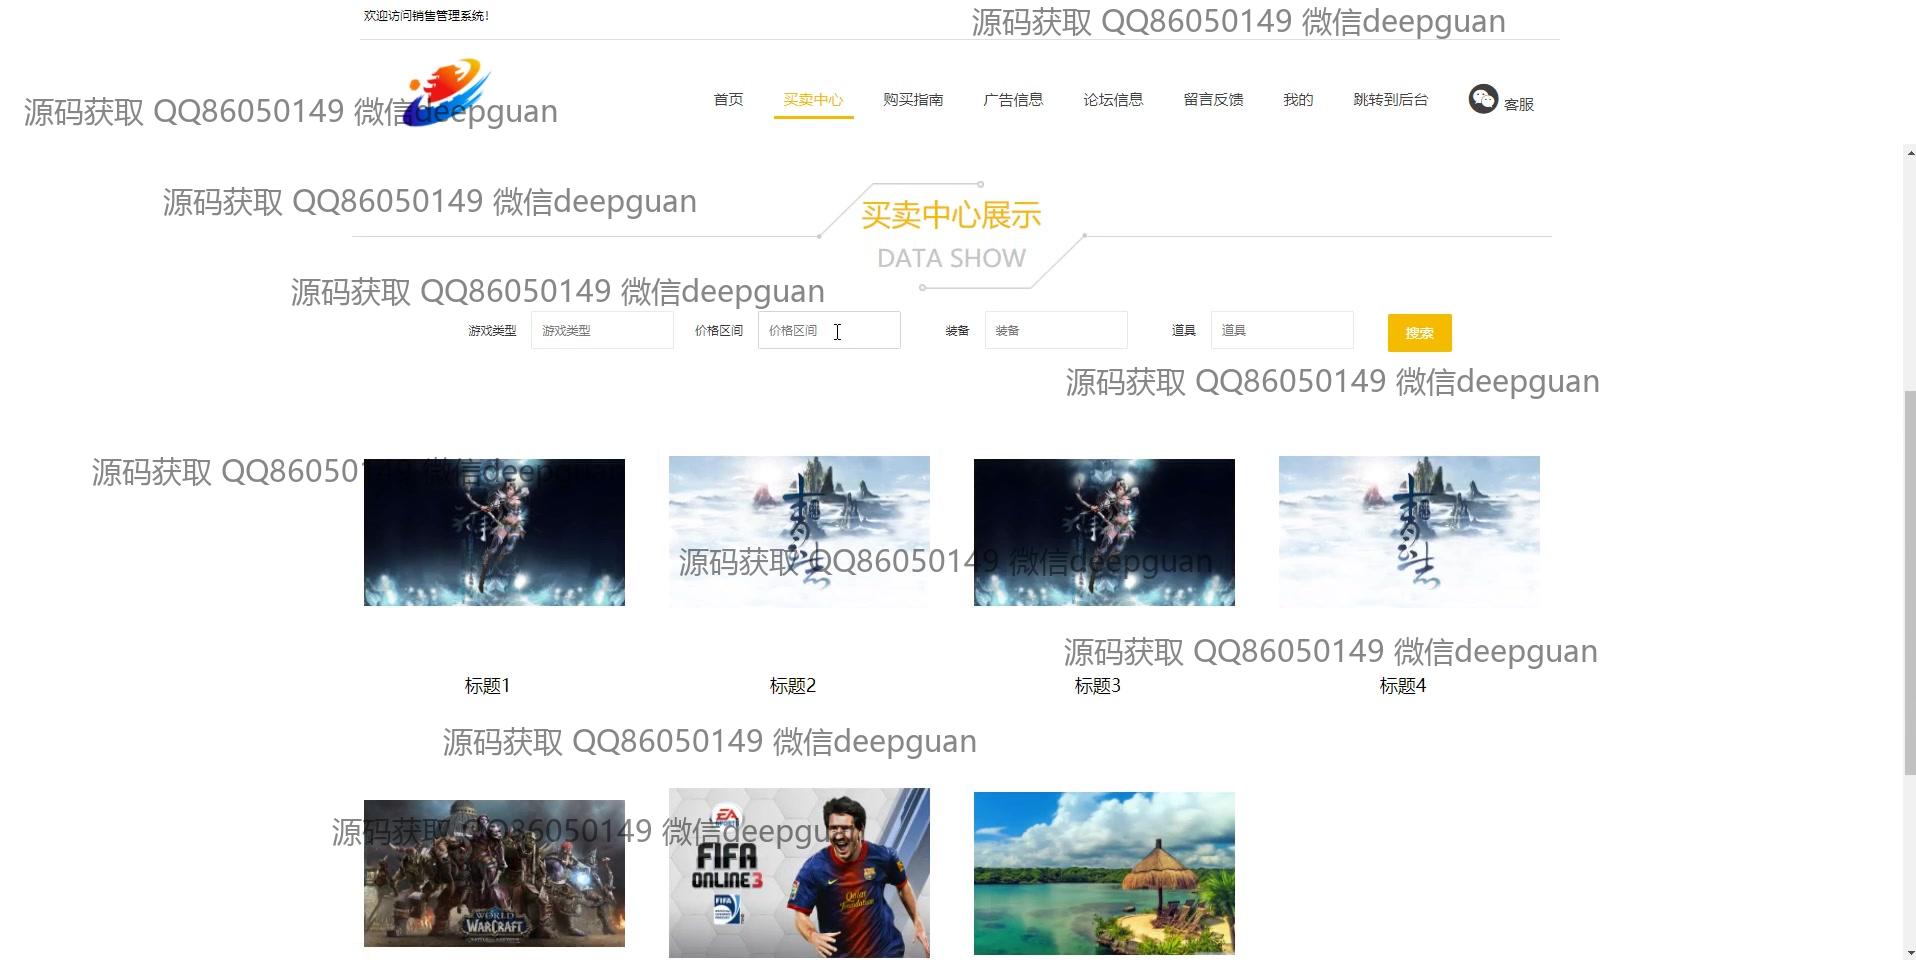 欢迎访问销售管理系统!
源码获取 QQ86050149 微信deepguan
首页 买卖中心 购买指南 广告信息 论坛信息 留言反馈 我的 跳转到后台 客服
源码获取 QQ86050149 微信deepguan
源码获取 QQ86050149 微信deepguan
买卖中心展示
DATA SHOW
源码获取 QQ86050149 微信deepguan
游戏类型 游戏类型 价格区间 价格区间 装备 装备 道具 道具 搜索
源码获取 QQ86050149 微信deepguan
源码获取 QQ86050149 微信deepguan
源码获取 QQ86050149 微信deepguan
源码获取 QQ86050149 微信deepguan
标题1 标题2 标题3 标题4
源码获取 QQ86050149 微信deepguan
源码获取 QQ86050149 微信deepguan
WORLD
WARCRAFT
EA
SPORTS
FIFA
ONLINE 3
FIFA
Qatar
Foundation